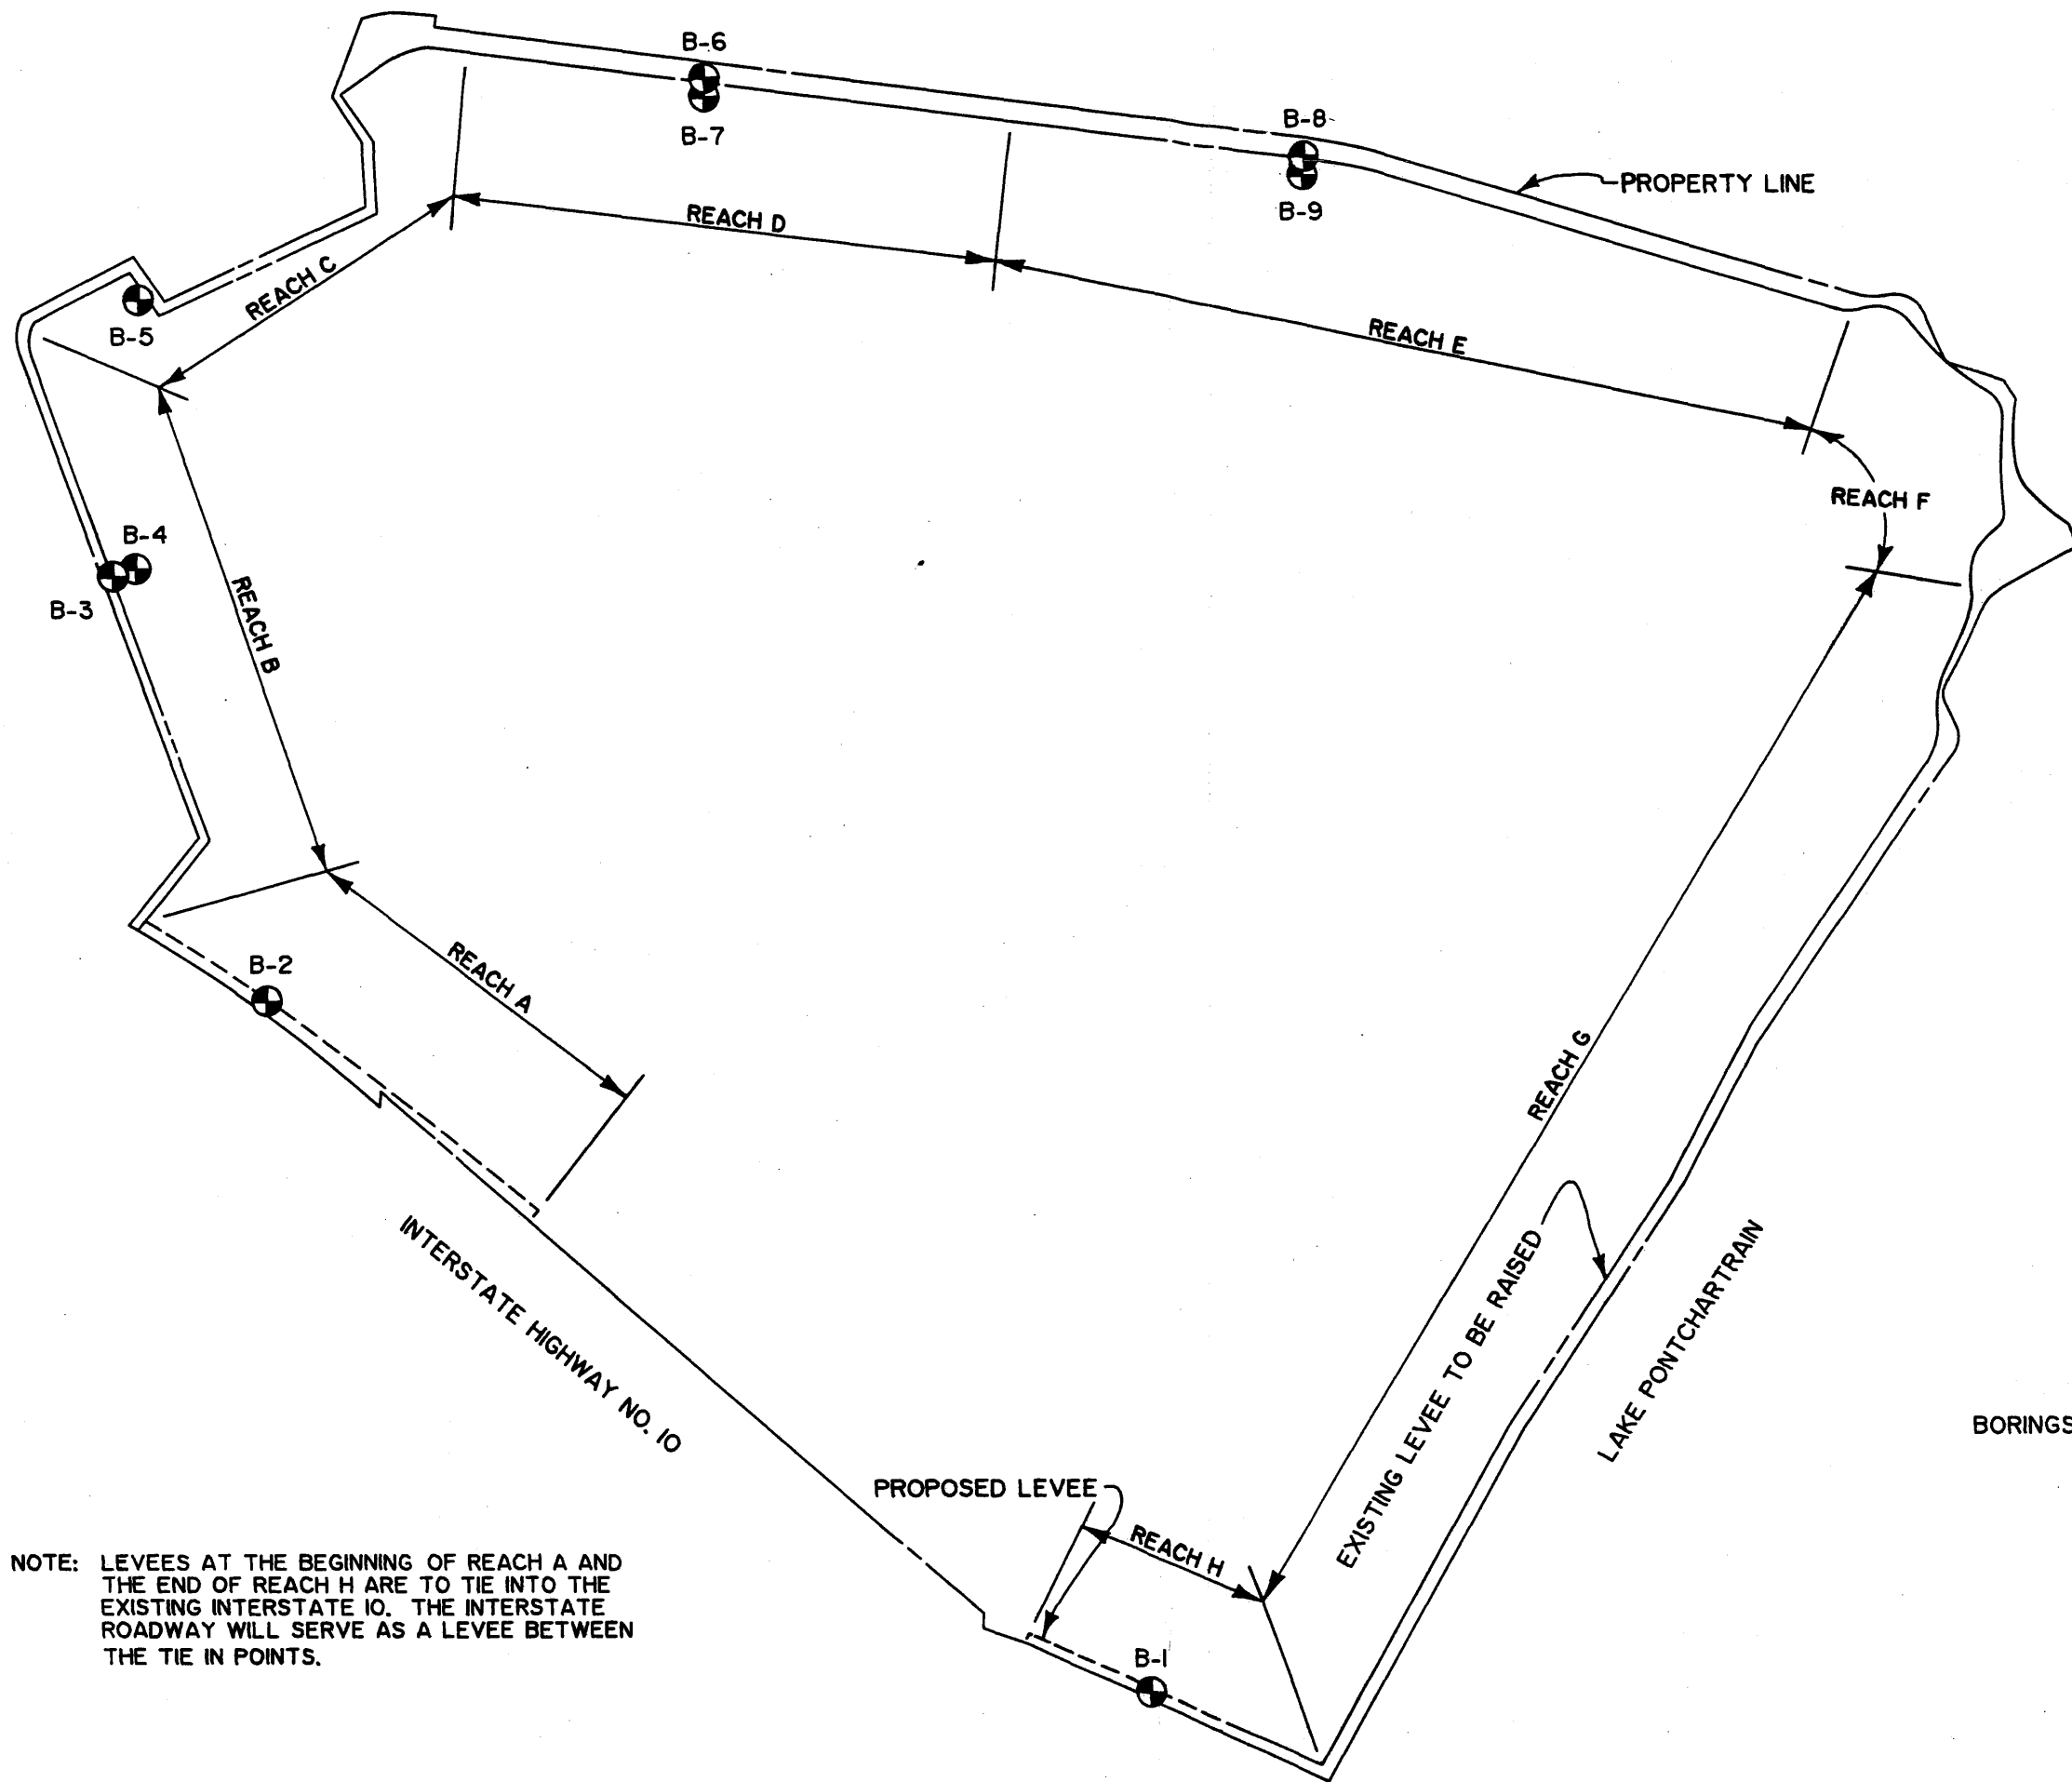 B-6
B-7
B-8
B-9
PROPERTY LINE
REACH D
REACH C
B-5
REACH E
REACH F
B-4
B-3
REACH B
B-2
REACH A
REACH G
INTERSTATE HIGHWAY NO. 10
EXISTING LEVEE TO BE RAISED
LAKE PONTCHARTRAIN
BORINGS
PROPOSED LEVEE
REACH H
B-1
NOTE: LEVEES AT THE BEGINNING OF REACH A AND
THE END OF REACH H ARE TO TIE INTO THE
EXISTING INTERSTATE 10. THE INTERSTATE
ROADWAY WILL SERVE AS A LEVEE BETWEEN
THE TIE IN POINTS.